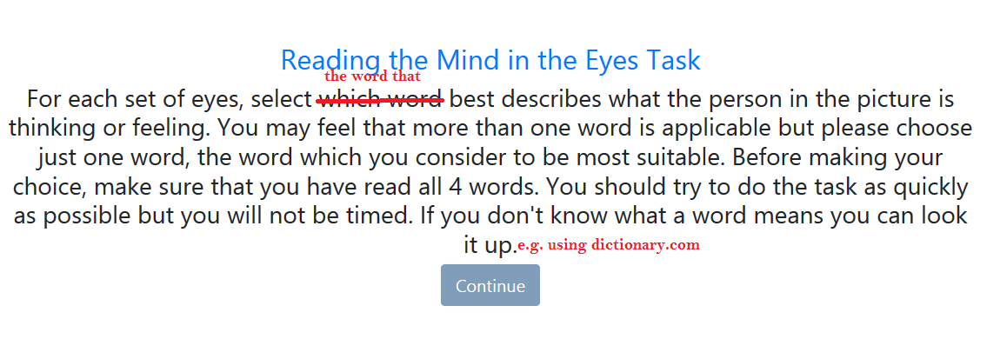 Reading the Mind in the Eyes Task
the word that
For each set of eyes, select which word best describes what the person in the picture is
thinking or feeling. You may feel that more than one word is applicable but please choose
just one word, the word which you consider to be most suitable. Before making your
choice, make sure that you have read all 4 words. You should try to do the task as quickly
as possible but you will not be timed. If you don't know what a word means you can look
it up. e.g. using dictionary.com
Continue